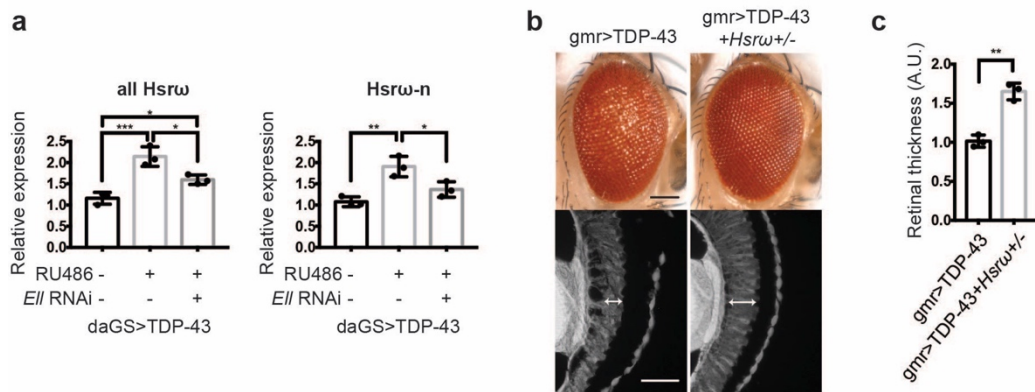 a
all Hsrω
Relative expression
2.5
2.0
1.5
1.0
0.5
0.0
*
***
*
RU486 - + +
Ell RNAi - - +
daGS>TDP-43
Hsrω-n
Relative expression
2.5
2.0
1.5
1.0
0.5
0.0
**
*
RU486 - + +
Ell RNAi - - +
daGS>TDP-43
b
gmr>TDP-43
gmr>TDP-43
+Hsrω+/-
c
Retinal thickness (A.U.)
2.0
1.5
1.0
0.5
0.0
**
gmr>TDP-43
gmr>TDP-43+Hsrω+/-